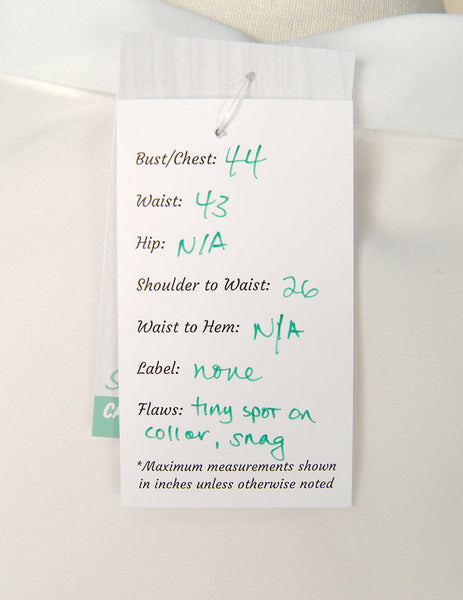 Bust/Chest: 44
Waist: 43
Hip: N/A
Shoulder to Waist: 26
Waist to Hem: N/A
Label: none
Flaws: tiny spot on
collar, snag
*Maximum measurements shown
in inches unless otherwise noted